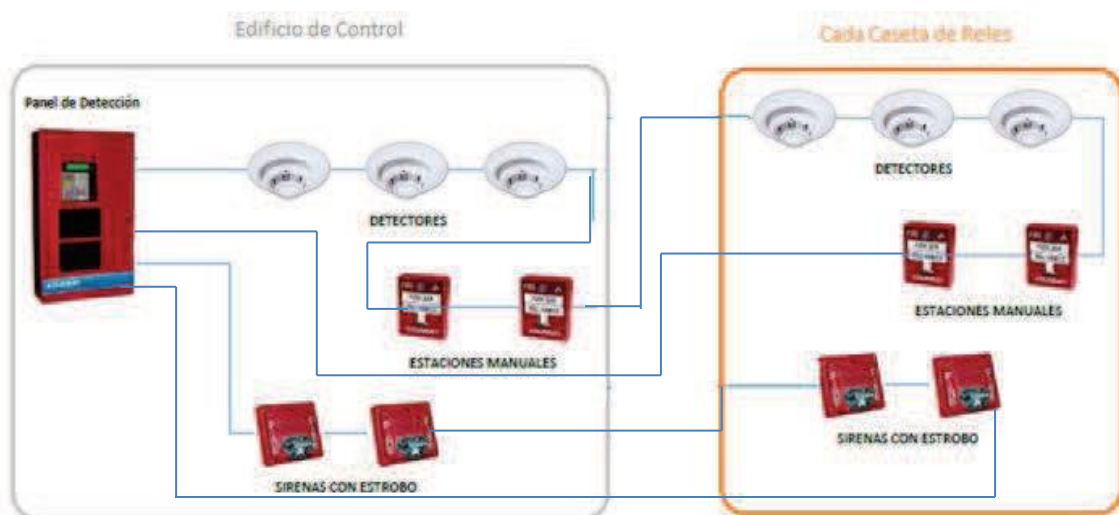 Edificio de Control
Cada Caseta de Reles
Panel de Detección
DETECTORES
DETECTORES
ESTACIONES MANUALES
ESTACIONES MANUALES
SIRENAS CON ESTROBO
SIRENAS CON ESTROBO